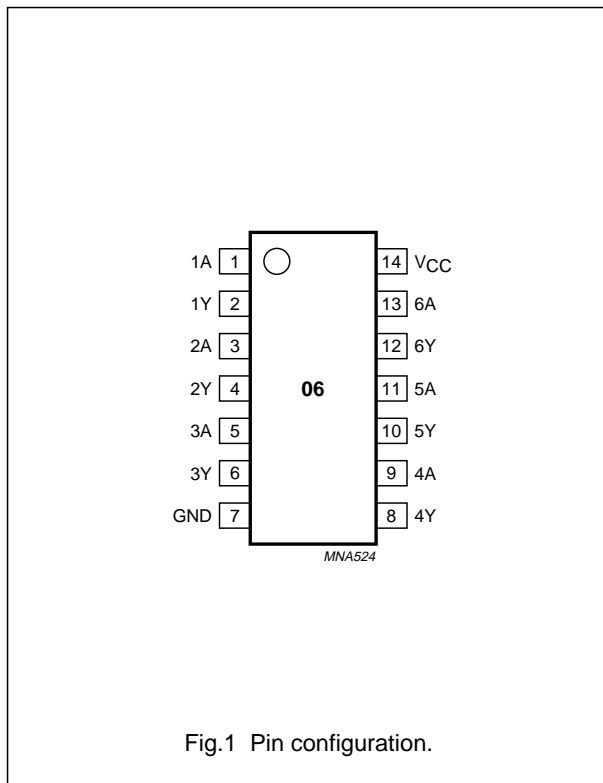 1A 1 14 VCC
1Y 2 13 6A
2A 3 12 6Y
2Y 4 06 11 5A
3A 5 10 5Y
3Y 6 9 4A
GND 7 8 4Y
MNA524
Fig.1 Pin configuration.